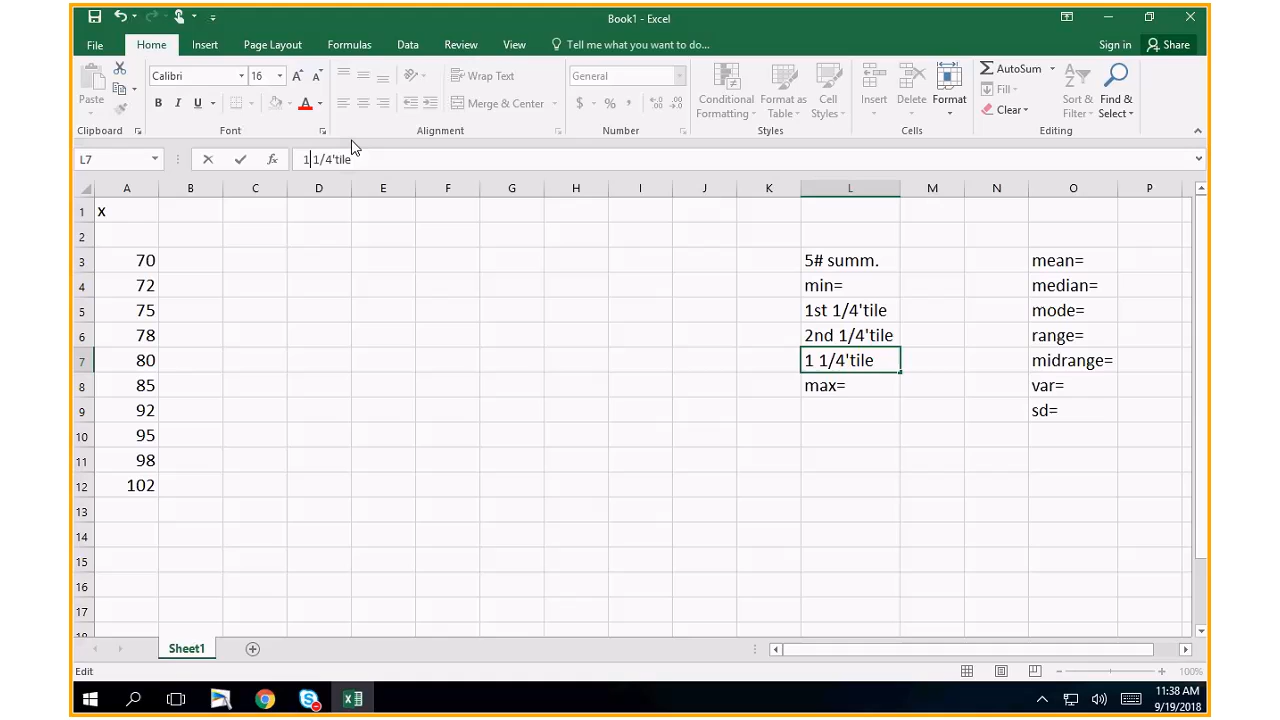 Book1 - Excel
File Home Insert Page Layout Formulas Data Review View Tell me what you want to do... Sign in Share
Calibri 16 A A Wrap Text General AutoSum
Paste B I U A Merge & Center $ % , Conditional Formatting Format as Table Cell Styles Insert Delete Format Fill Clear Sort & Filter Find & Select
Clipboard Font Alignment Number Styles Cells Editing
L7 fx 1 1/4'tile
A B C D E F G H I J K L M N O P
1 x
2
3 70 5# summ. mean=
4 72 min= median=
5 75 1st 1/4'tile mode=
6 78 2nd 1/4'tile range=
7 80 1 1/4'tile midrange=
8 85 max= var=
9 92 sd=
10 95
11 98
12 102
13
14
15
16
17
18
Sheet1
Edit 100%
11:38 AM
9/19/2018